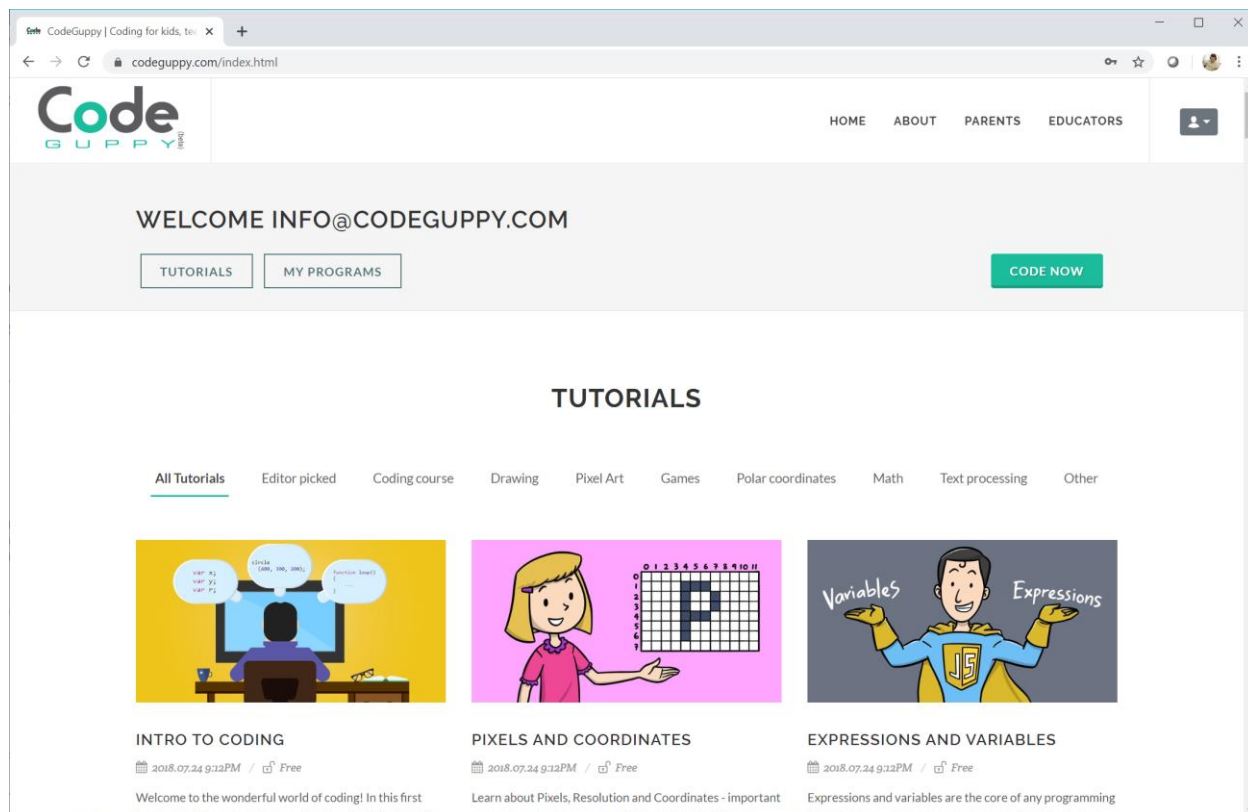 CodeGuppy | Coding for kids, te
codeguppy.com/index.html
Code
GUPPY
(beta)
HOME ABOUT PARENTS EDUCATORS
WELCOME INFO@CODEGUPPY.COM
TUTORIALS MY PROGRAMS CODE NOW
TUTORIALS
All Tutorials Editor picked Coding course Drawing Pixel Art Games Polar coordinates Math Text processing Other
var x;
var y;
var r;
circle
(400, 300, 200);
function loop()
{
...
}
0 1 2 3 4 5 6 7 8 9 10 11
0
1
2
3
4
5
6
7
Variables
Expressions
JS
INTRO TO CODING PIXELS AND COORDINATES EXPRESSIONS AND VARIABLES
2018.07.24 9:12PM / Free 2018.07.24 9:12PM / Free 2018.07.24 9:12PM / Free
Welcome to the wonderful world of coding! In this first Learn about Pixels, Resolution and Coordinates - important Expressions and variables are the core of any programming